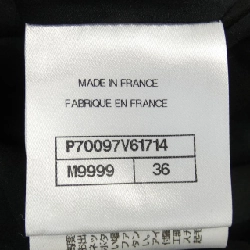 MADE IN FRANCE
FABRIQUE EN FRANCE
P70097V61714
M9999 36